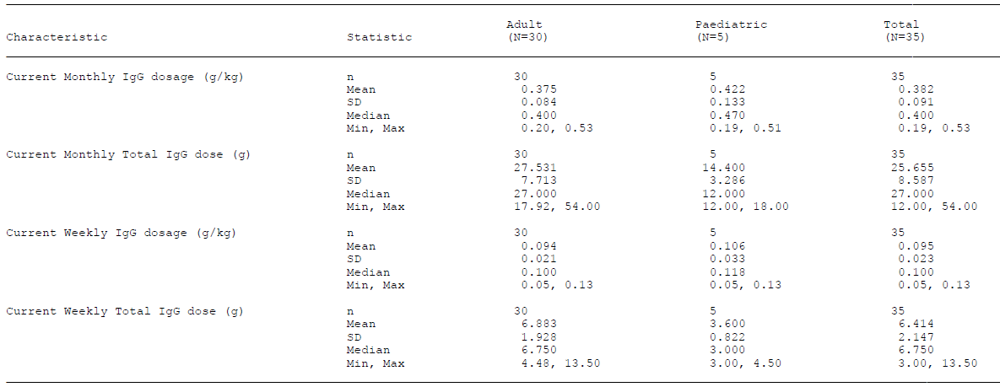 Adult Paediatric Total
Characteristic Statistic (N=30) (N=5) (N=35)
Current Monthly IgG dosage (g/kg) n 30 5 35
Mean 0.375 0.422 0.382
SD 0.084 0.133 0.091
Median 0.400 0.470 0.400
Min, Max 0.20, 0.53 0.19, 0.51 0.19, 0.53
Current Monthly Total IgG dose (g) n 30 5 35
Mean 27.531 14.400 25.655
SD 7.713 3.286 8.587
Median 27.000 12.000 27.000
Min, Max 17.92, 54.00 12.00, 18.00 12.00, 54.00
Current Weekly IgG dosage (g/kg) n 30 5 35
Mean 0.094 0.106 0.095
SD 0.021 0.033 0.023
Median 0.100 0.118 0.100
Min, Max 0.05, 0.13 0.05, 0.13 0.05, 0.13
Current Weekly Total IgG dose (g) n 30 5 35
Mean 6.883 3.600 6.414
SD 1.928 0.822 2.147
Median 6.750 3.000 6.750
Min, Max 4.48, 13.50 3.00, 4.50 3.00, 13.50